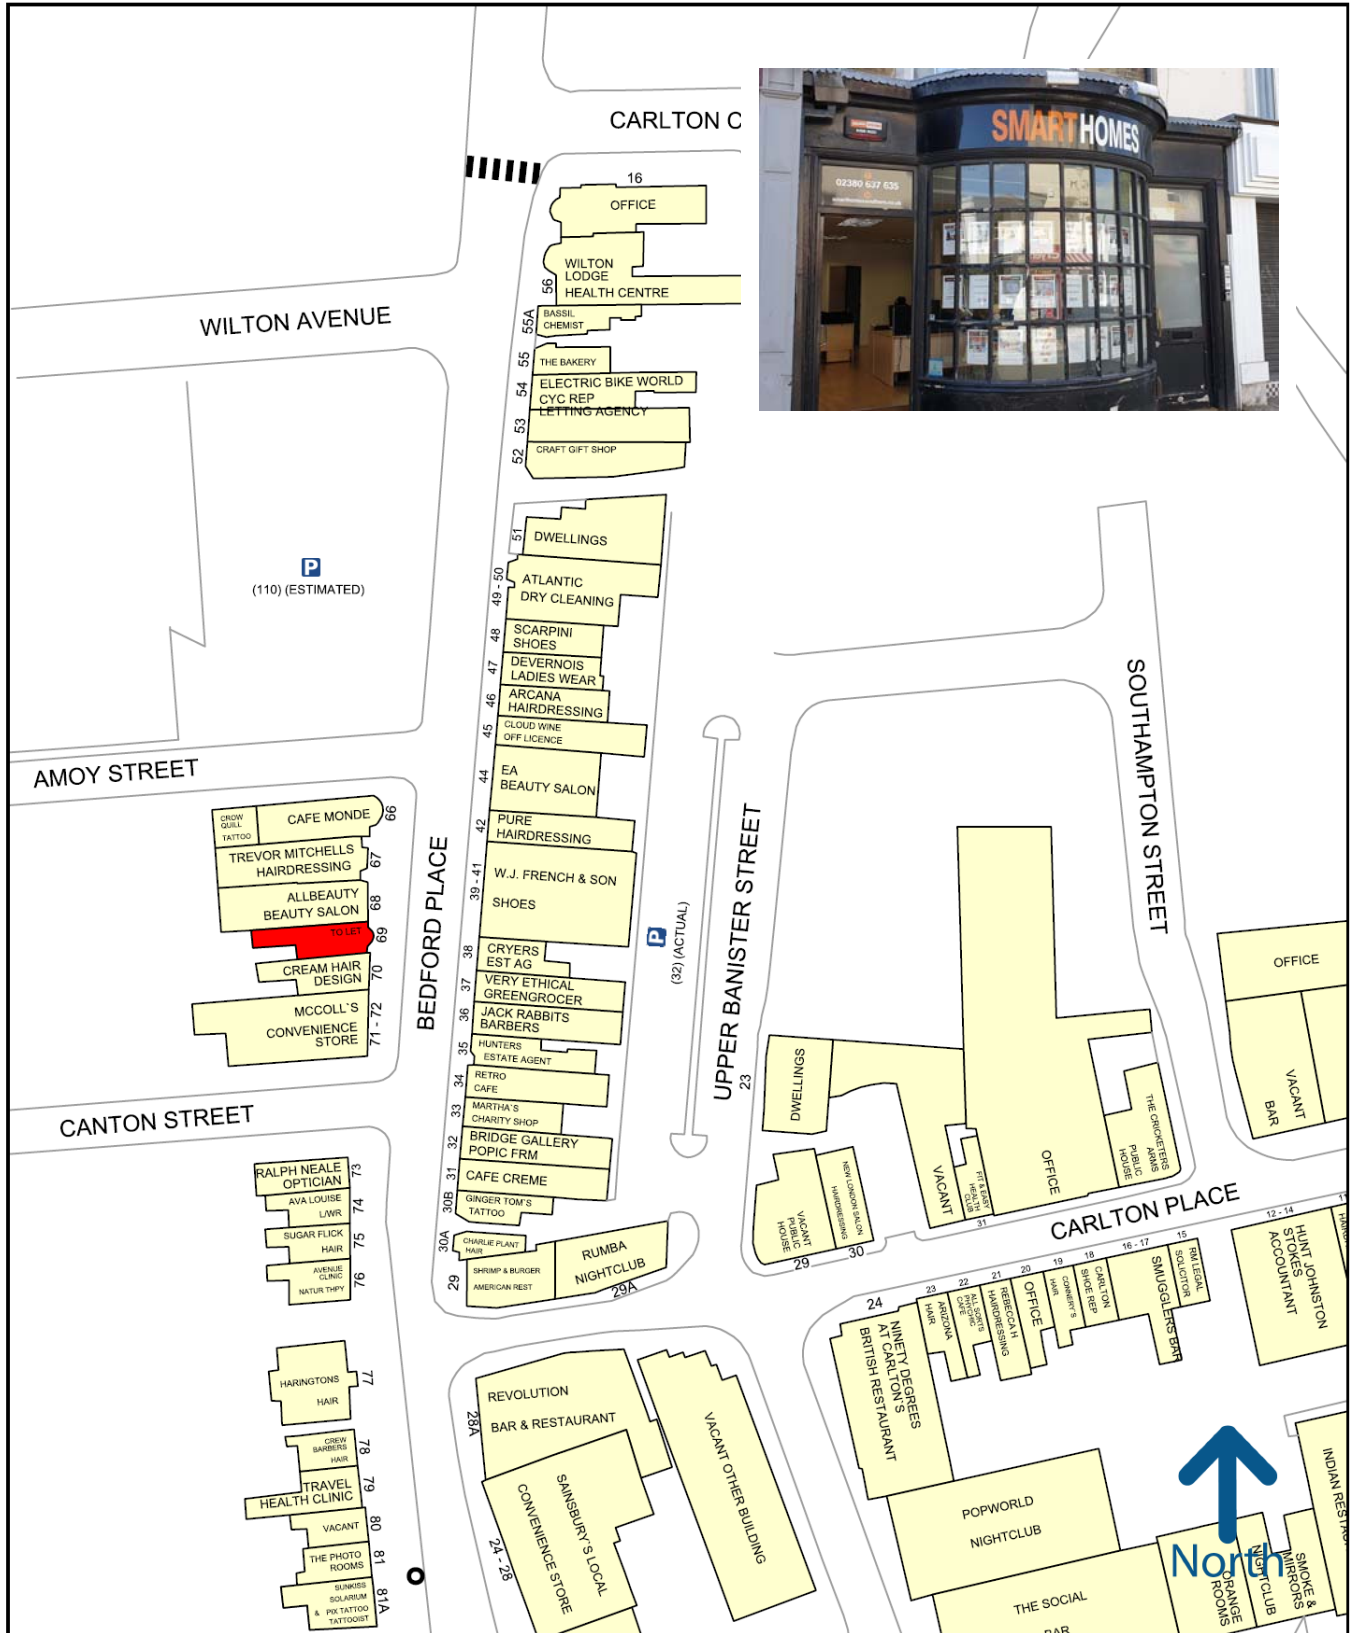 CARLTON C
SMARTHOMES
02380 637 635
16
OFFICE
WILTON
LODGE
HEALTH CENTRE
56
WILTON AVENUE
BASSIL
CHEMIST
55A
THE BAKERY
55
ELECTRIC BIKE WORLD
CYC REP
54
LETTING AGENCY
53
CRAFT GIFT SHOP
52
DWELLINGS
51
P
(110) (ESTIMATED)
ATLANTIC
DRY CLEANING
49 - 50
SCARPINI
SHOES
48
DEVERNOIS
LADIES WEAR
47
ARCANA
HAIRDRESSING
46
CLOUD WINE
OFF LICENCE
45
EA
BEAUTY SALON
44
PURE
HAIRDRESSING
42
W.J. FRENCH & SON
SHOES
39 - 41
CRYERS
EST AG
38
VERY ETHICAL
GREENGROCER
37
JACK RABBITS
BARBERS
36
HUNTERS
ESTATE AGENT
35
RETRO
CAFE
34
MARTHA`S
CHARITY SHOP
33
BRIDGE GALLERY
POPIC FRM
32
CAFE CREME
31
GINGER TOM`S
TATTOO
30B
CHARLIE PLANT
HAIR
30A
SHRIMP & BURGER
AMERICAN REST
29
RUMBA
NIGHTCLUB
29A
AMOY STREET
CROW
QUILL
TATTOO
CAFE MONDE
66
TREVOR MITCHELLS
HAIRDRESSING
67
ALLBEAUTY
BEAUTY SALON
68
TO LET
69
CREAM HAIR
DESIGN
70
MCCOLL`S
CONVENIENCE
STORE
71 - 72
BEDFORD PLACE
CANTON STREET
RALPH NEALE
OPTICIAN
73
AVA LOUISE
L/WR
74
SUGAR FLICK
HAIR
75
AVENUE
CLINIC
NATUR THPY
76
HARINGTONS
HAIR
77
CREW
BARBERS
HAIR
78
TRAVEL
HEALTH CLINIC
79
VACANT
80
THE PHOTO
ROOMS
81
SUNKISS
SOLARIUM
& PIX TATTOO
TATTOOIST
81A
P
(32) (ACTUAL)
UPPER BANISTER STREET
SOUTHAMPTON STREET
23
DWELLINGS
VACANT
PUBLIC
HOUSE
29
NEW LONDON SALON
HAIRDRESSING
30
VACANT
FIT & EASY
HEALTH
CLUB
31
OFFICE
THE CRICKETERS
ARMS
PUBLIC
HOUSE
OFFICE
VACANT
BAR
CARLTON PLACE
24
NINETY DEGREES
AT CARLTON`S
BRITISH RESTAURANT
23
ARIZONA
HAIR
22
ALL SORTS
PHYCHIC
CAFE
21
REBECCA H
HAIRDRESSING
20
OFFICE
19
CONNERY'S
HAIR
18
CARLTON
SHOE REP
16 - 17
SMUGGLERS BAR
15
RM LEGAL
SOLICITOR
12 - 14
HUNT JOHNSTON
STOKES
ACCOUNTANT
11
REVOLUTION
BAR & RESTAURANT
28A
SAINSBURY`S LOCAL
CONVENIENCE STORE
24 - 28
VACANT OTHER BUILDING
POPWORLD
NIGHTCLUB
THE SOCIAL
BAR
ORANGE
ROOMS
NIGHTCLUB
SMOKE &
MIRRORS
INDIAN RESTA
North